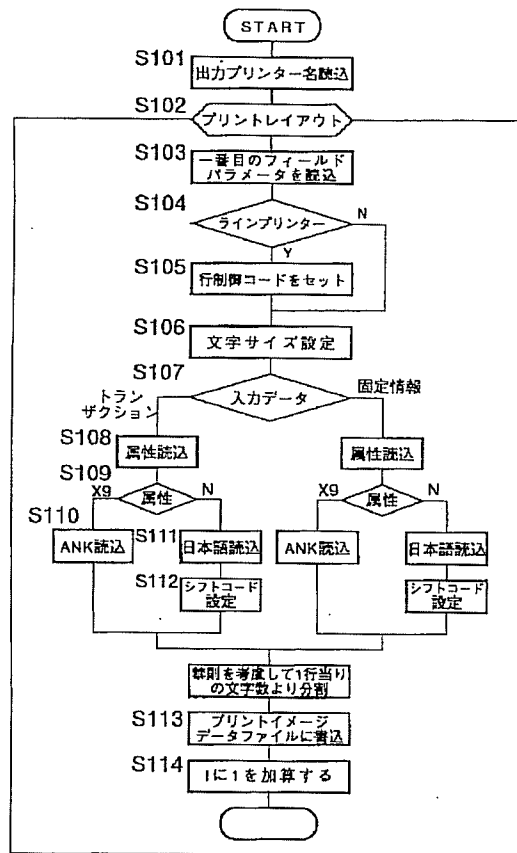 START
S101
出力プリンター名読込
S102
プリントレイアウト
S103
一番目のフィールド
パラメータを読込
S104
ラインプリンター
N
Y
S105
行制御コードをセット
S106
文字サイズ設定
S107
入力データ
トラン
ザクション
固定情報
S108
属性読込
属性読込
S109
X9
属性
N
X9
属性
N
S110
ANK読込
S111
日本語読込
ANK読込
日本語読込
S112
シフトコード
設定
シフトコード
設定
禁則を考慮して1行当り
の文字数より分割
S113
プリントイメージ
データファイルに書込
S114
Iに1を加算する